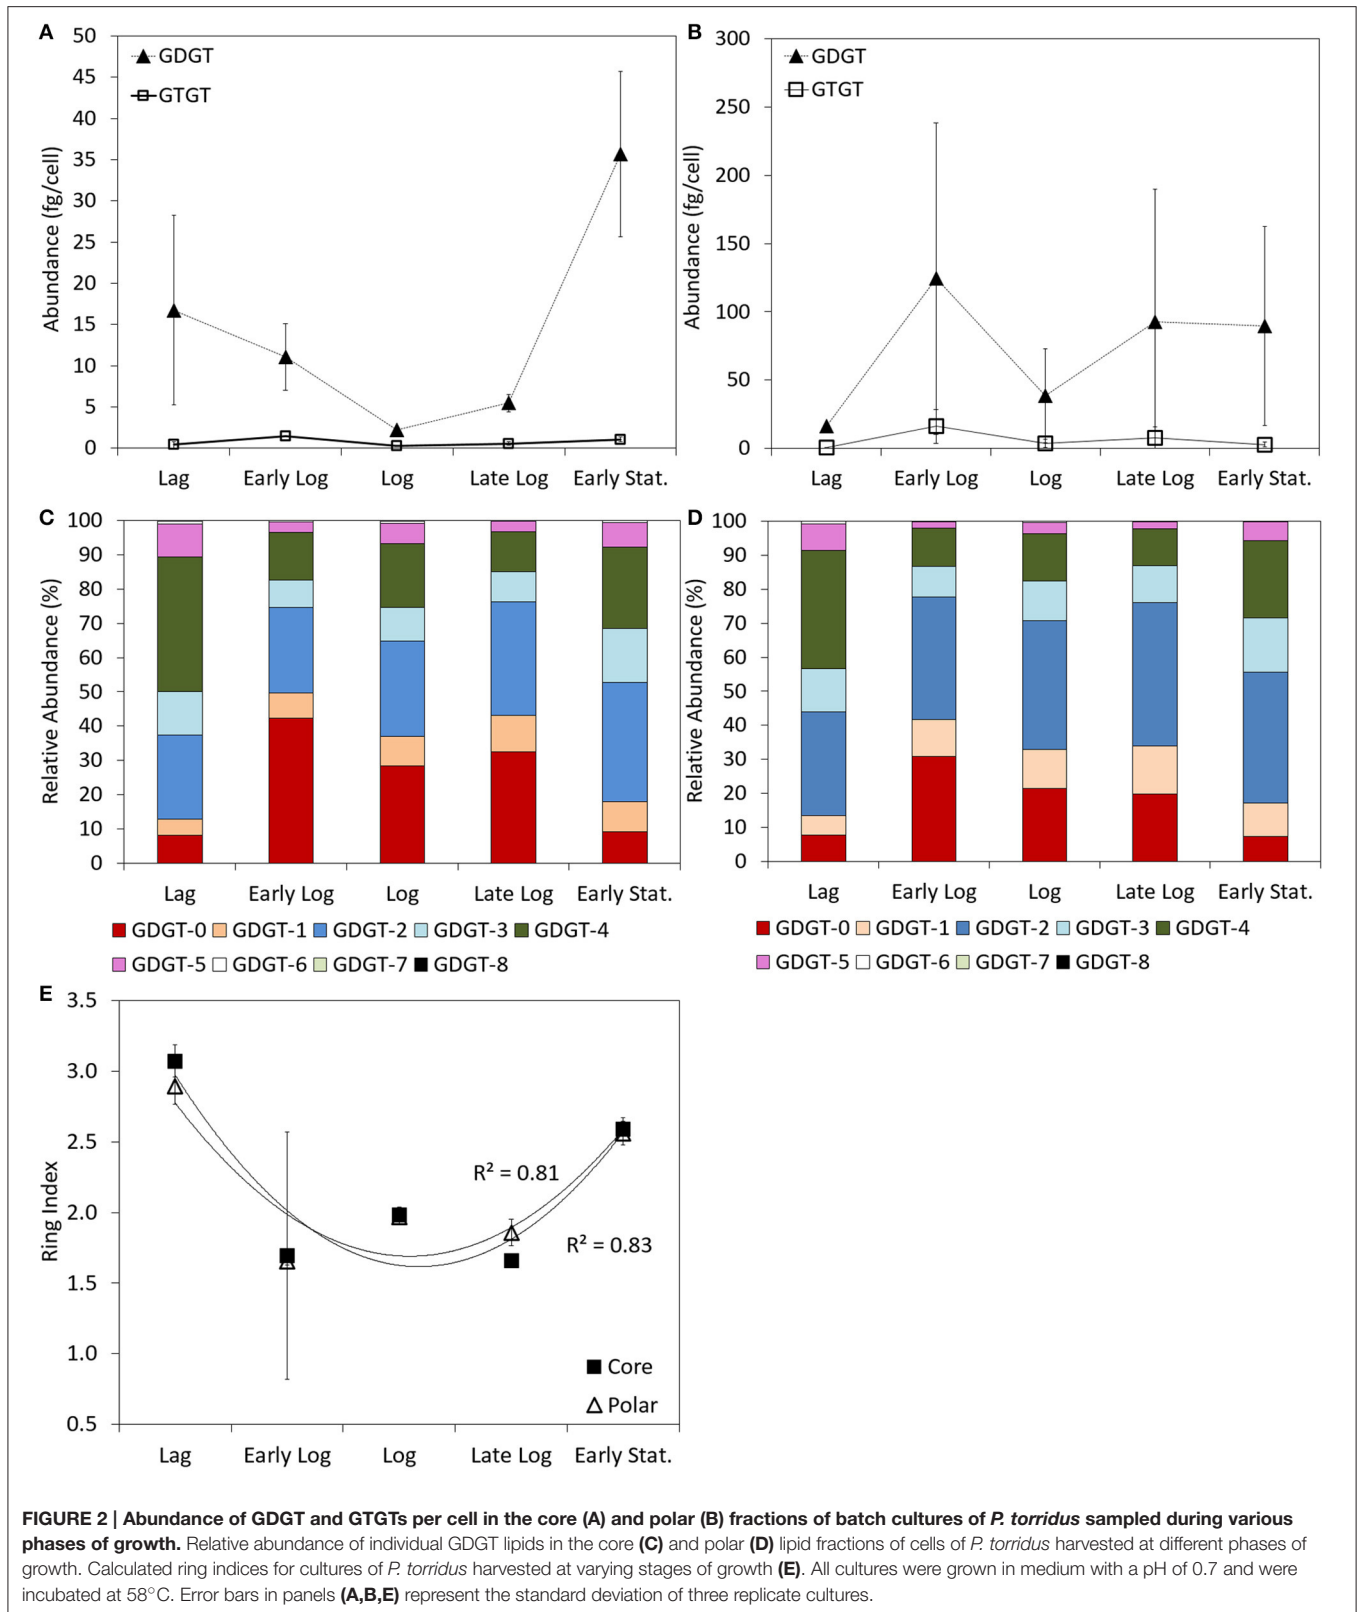 A
50
45
40
35
30
25
20
15
10
5
0
Abundance (fg/cell)
GDGT
GTGT
Lag Early Log Log Late Log Early Stat.
B
300
250
200
150
100
50
0
Abundance (fg/cell)
GDGT
GTGT
Lag Early Log Log Late Log Early Stat.
C
100
90
80
70
60
50
40
30
20
10
0
Relative Abundance (%)
Lag Early Log Log Late Log Early Stat.
GDGT-0 GDGT-1 GDGT-2 GDGT-3 GDGT-4
GDGT-5 GDGT-6 GDGT-7 GDGT-8
D
100
90
80
70
60
50
40
30
20
10
0
Relative Abundance (%)
Lag Early Log Log Late Log Early Stat.
GDGT-0 GDGT-1 GDGT-2 GDGT-3 GDGT-4
GDGT-5 GDGT-6 GDGT-7 GDGT-8
E
3.5
3.0
2.5
2.0
1.5
1.0
0.5
Ring Index
R² = 0.81
R² = 0.83
Core
Polar
Lag Early Log Log Late Log Early Stat.
FIGURE 2 | Abundance of GDGT and GTGTs per cell in the core (A) and polar (B) fractions of batch cultures of P. torridus sampled during various
phases of growth. Relative abundance of individual GDGT lipids in the core (C) and polar (D) lipid fractions of cells of P. torridus harvested at different phases of
growth. Calculated ring indices for cultures of P. torridus harvested at varying stages of growth (E). All cultures were grown in medium with a pH of 0.7 and were
incubated at 58°C. Error bars in panels (A,B,E) represent the standard deviation of three replicate cultures.